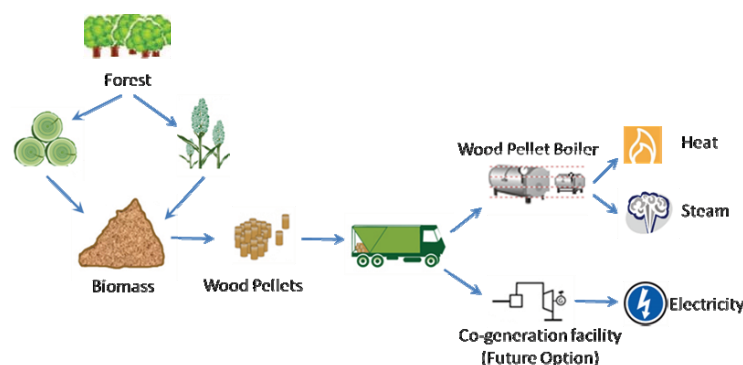 Forest
Wood Pellet Boiler
Heat
Steam
Biomass
Wood Pellets
Electricity
Co-generation facility
(Future Option)